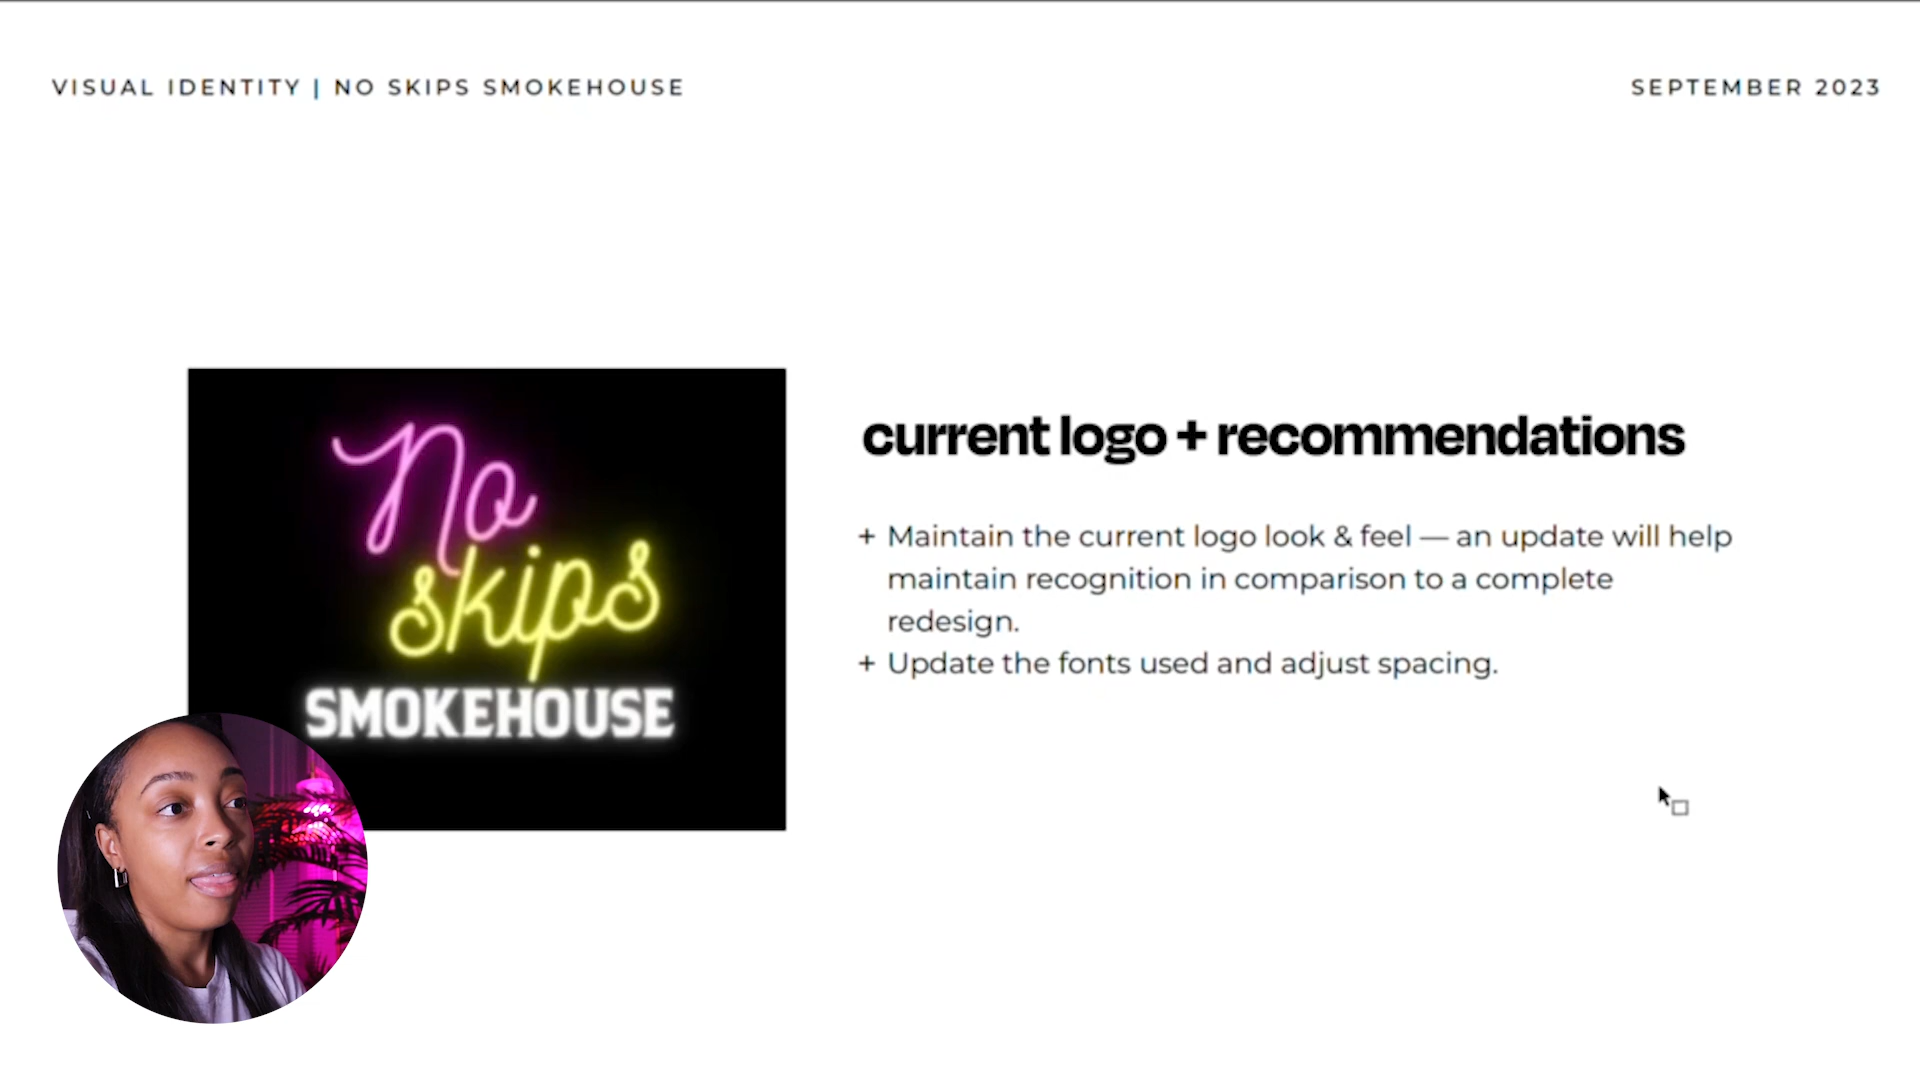 VISUAL IDENTITY | NO SKIPS SMOKEHOUSE
SEPTEMBER 2023
No
skips
SMOKEHOUSE
current logo + recommendations
+ Maintain the current logo look & feel — an update will help
maintain recognition in comparison to a complete
redesign.
+ Update the fonts used and adjust spacing.